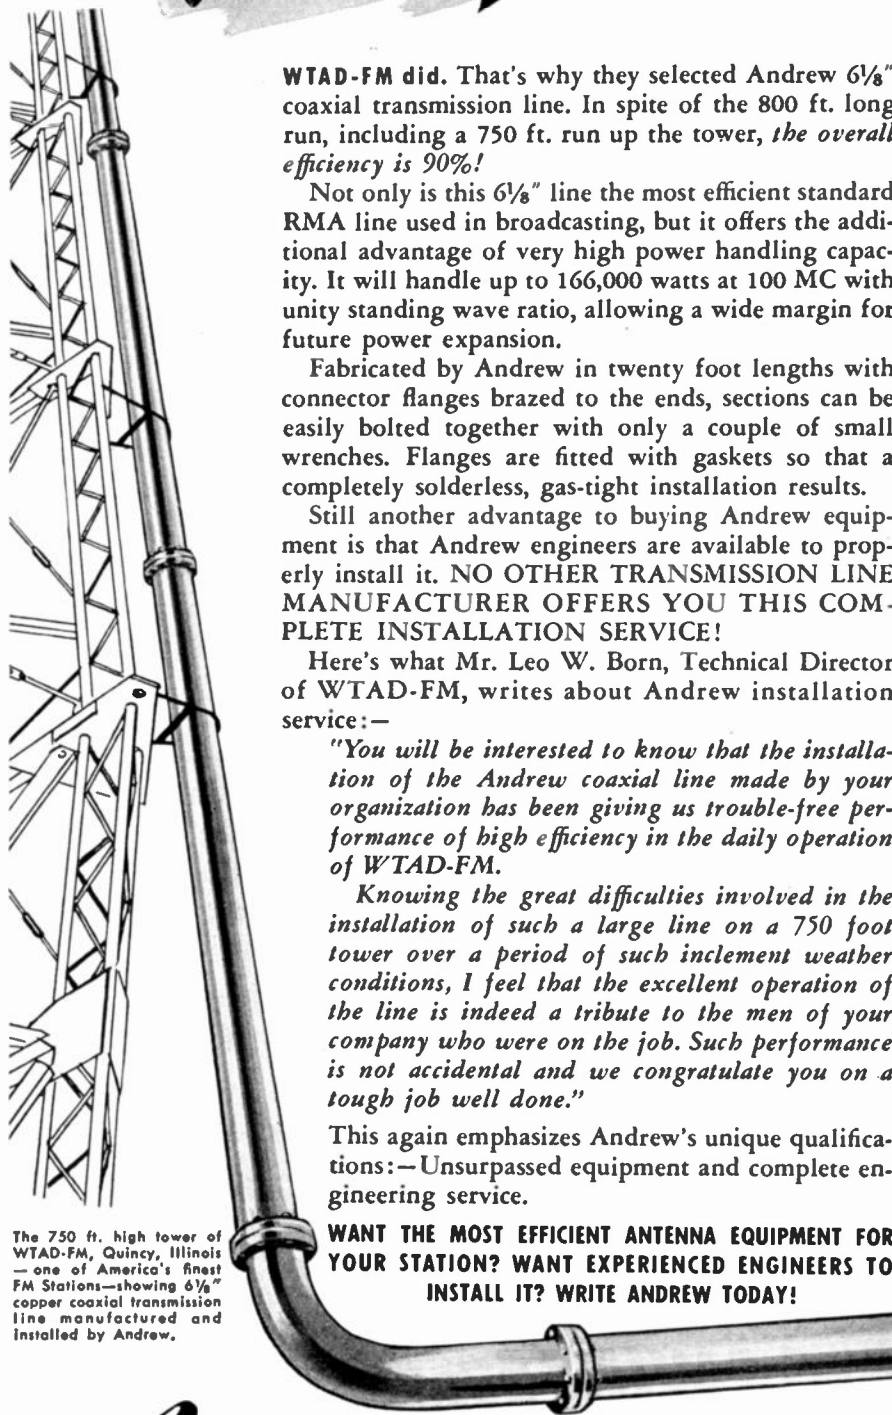 WTAD-FM did. That's why they selected Andrew 6⅛"
coaxial transmission line. In spite of the 800 ft. long
run, including a 750 ft. run up the tower, the overall
efficiency is 90%!
Not only is this 6⅛" line the most efficient standard
RMA line used in broadcasting, but it offers the addi-
tional advantage of very high power handling capac-
ity. It will handle up to 166,000 watts at 100 MC with
unity standing wave ratio, allowing a wide margin for
future power expansion.
Fabricated by Andrew in twenty foot lengths with
connector flanges brazed to the ends, sections can be
easily bolted together with only a couple of small
wrenches. Flanges are fitted with gaskets so that a
completely solderless, gas-tight installation results.
Still another advantage to buying Andrew equip-
ment is that Andrew engineers are available to prop-
erly install it. NO OTHER TRANSMISSION LINE
MANUFACTURER OFFERS YOU THIS COM-
PLETE INSTALLATION SERVICE!
Here's what Mr. Leo W. Born, Technical Director
of WTAD-FM, writes about Andrew installation
service:—
"You will be interested to know that the installa-
tion of the Andrew coaxial line made by your
organization has been giving us trouble-free per-
formance of high efficiency in the daily operation
of WTAD-FM.
Knowing the great difficulties involved in the
installation of such a large line on a 750 foot
tower over a period of such inclement weather
conditions, I feel that the excellent operation of
the line is indeed a tribute to the men of your
company who were on the job. Such performance
is not accidental and we congratulate you on a
tough job well done."
This again emphasizes Andrew's unique qualifica-
tions:—Unsurpassed equipment and complete en-
gineering service.
WANT THE MOST EFFICIENT ANTENNA EQUIPMENT FOR
YOUR STATION? WANT EXPERIENCED ENGINEERS TO
INSTALL IT? WRITE ANDREW TODAY!
The 750 ft. high tower of
WTAD-FM, Quincy, Illinois
— one of America's finest
FM Stations—showing 6⅛"
copper coaxial transmission
line manufactured and
installed by Andrew.